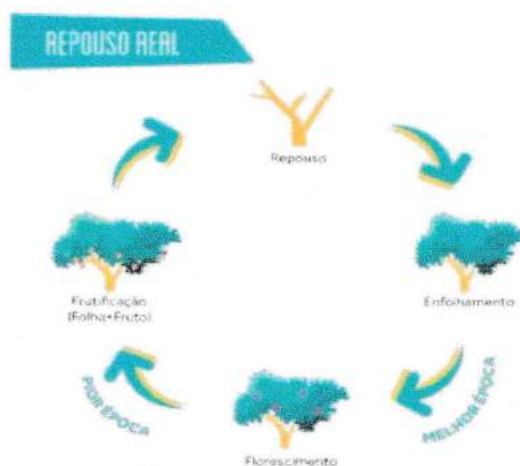 REPOUSO REAL
Repouso
Frutificação
(Folha+Fruto)
Enfolhamento
PIOR ÉPOCA
MELHOR ÉPOCA
Florescimento